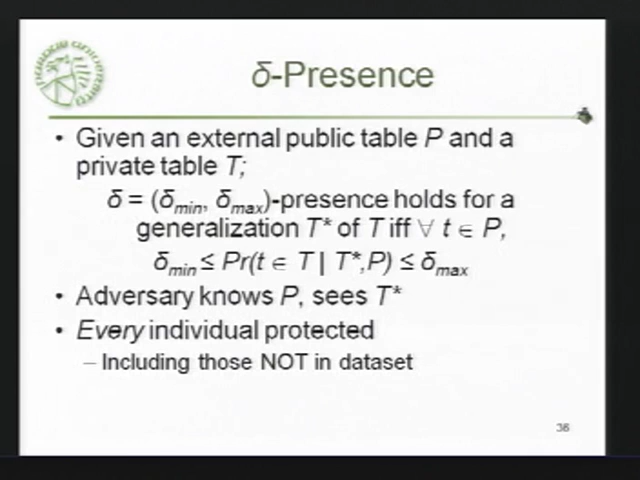 δ-Presence
• Given an external public table P and a
private table T;
δ = (δmin, δmax)-presence holds for a
generalization T* of T iff ∀ t ∈ P,
δmin ≤ Pr(t ∈ T | T*,P) ≤ δmax
• Adversary knows P, sees T*
• Every individual protected
– Including those NOT in dataset
36